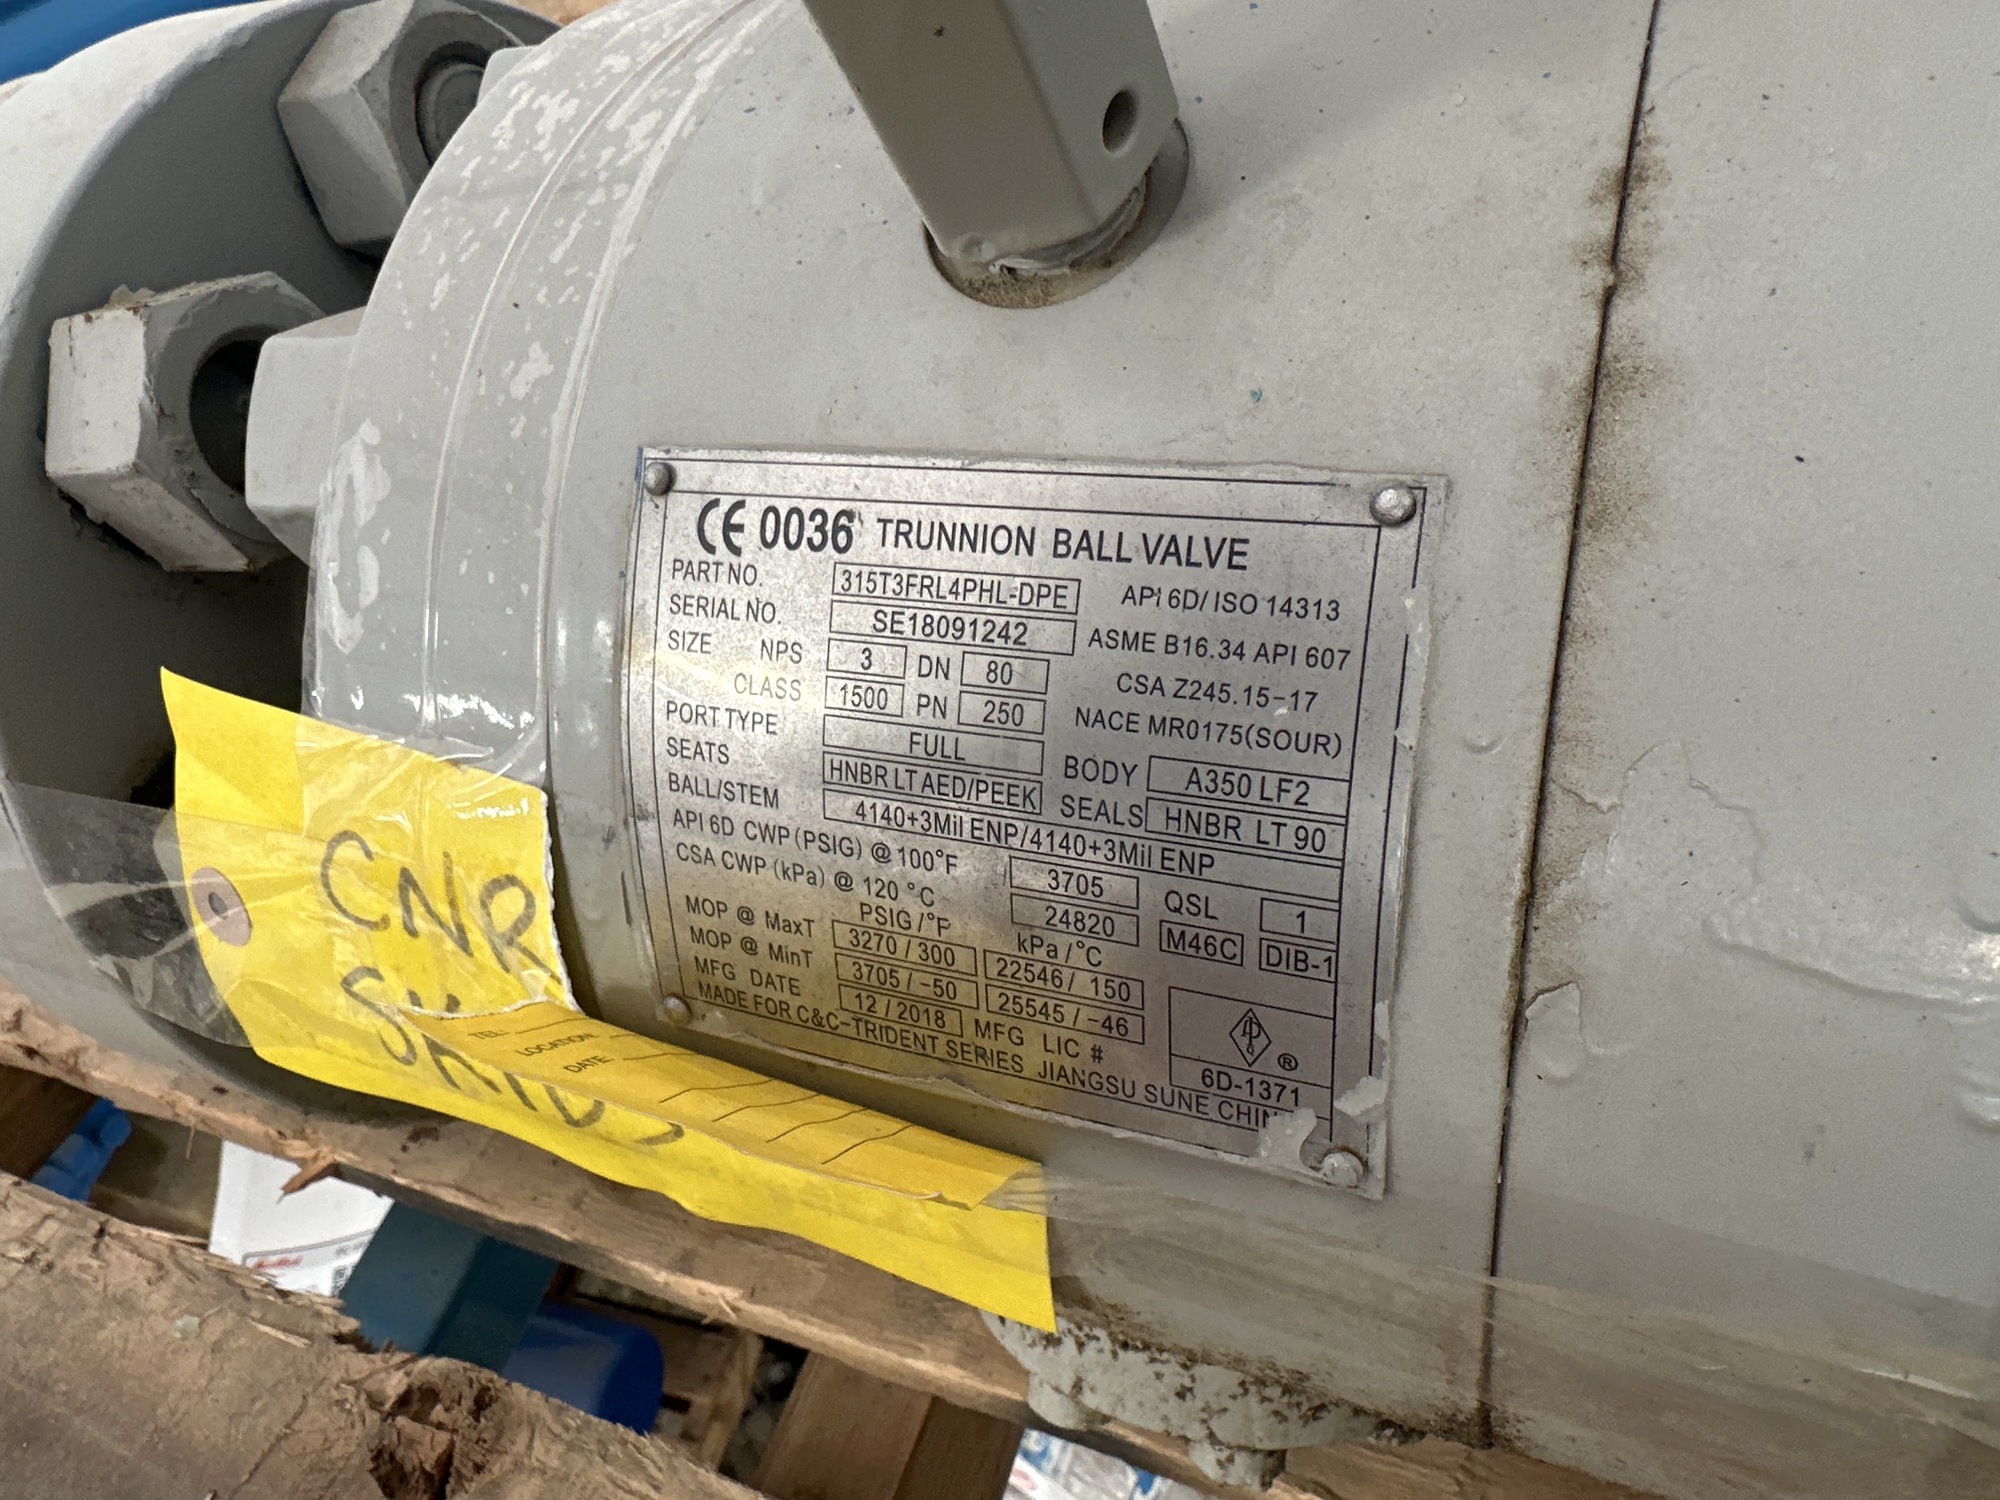 CE 0036 TRUNNION BALL VALVE
PART NO. 315T3FRL4PHL-DPE API 6D/ ISO 14313
SERIAL NO. SE18091242 ASME B16.34 API 607
SIZE NPS 3 DN 80 CSA Z245.15-17
CLASS 1500 PN 250 NACE MR0175(SOUR)
PORT TYPE FULL BODY A350 LF2
SEATS HNBR LT AED/PEEK SEALS HNBR LT 90
BALL/STEM 4140+3Mil ENP/4140+3Mil ENP
API 6D CWP (PSIG) @ 100°F 3705 QSL 1
CSA CWP (kPa) @ 120 °C 24820 M46C DIB-1
PSIG/°F kPa/°C
MOP @ MaxT 3270 / 300 22546 / 150
MOP @ MinT 3705 / -50 25545 / -46
MFG DATE 12 / 2018 MFG LIC # 6D-1371
MADE FOR C&C-TRIDENT SERIES JIANGSU SUNE
®
CNR
TEL:
LOCATION
DATE